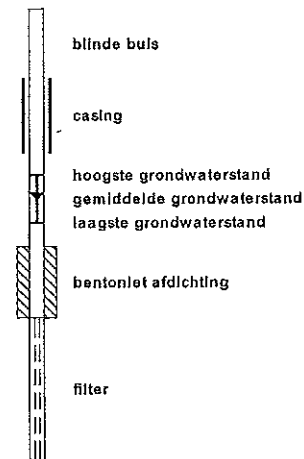 blinde buis
casing
hoogste grondwaterstand
gemiddelde grondwaterstand
laagste grondwaterstand
bentoniet afdichting
filter